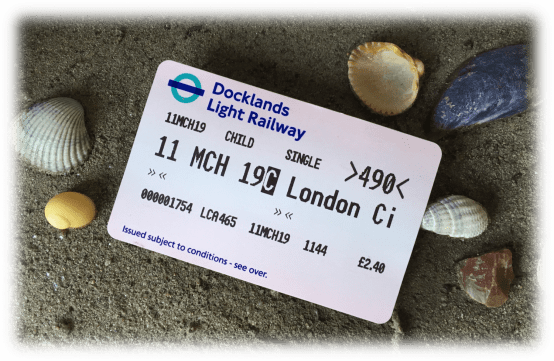 Docklands
Light Railway
11MCH19 CHILD SINGLE >490<
11 MCH 19C London Ci
»« »«
000001754 LCA465 11MCH19 1144 £2.40
Issued subject to conditions - see over.